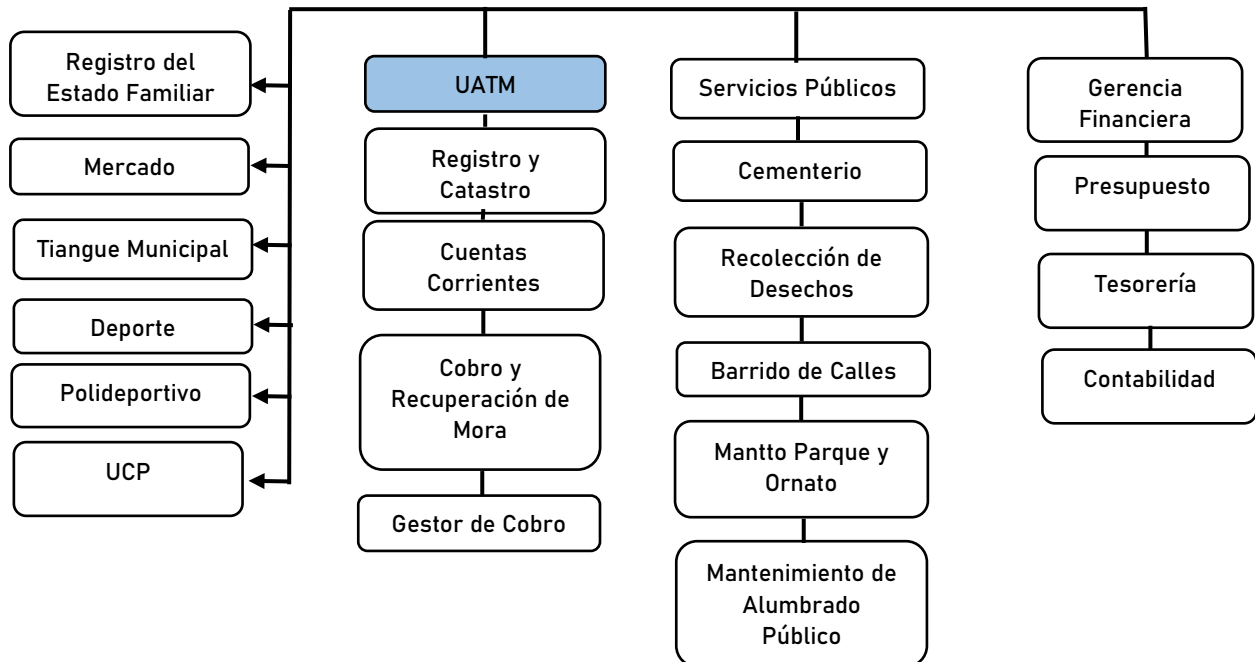 Registro del
Estado Familiar
Mercado
Tiangue Municipal
Deporte
Polideportivo
UCP
UATM
Registro y
Catastro
Cuentas
Corrientes
Cobro y
Recuperación de
Mora
Gestor de Cobro
Servicios Públicos
Cementerio
Recolección de
Desechos
Barrido de Calles
Mantto Parque y
Ornato
Mantenimiento de
Alumbrado
Público
Gerencia
Financiera
Presupuesto
Tesorería
Contabilidad